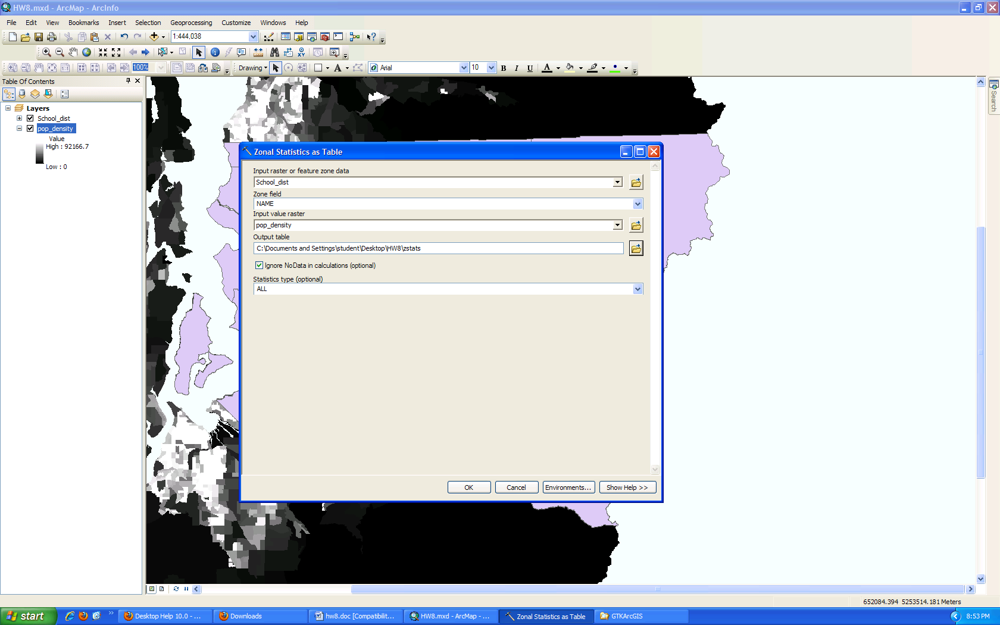 HW8.mxd - ArcMap - ArcInfo
File Edit View Bookmarks Insert Selection Geoprocessing Customize Windows Help
1:444,038
100% Drawing Arial 10 B I U A
Table Of Contents
Layers
School_dist
pop_density
Value
High : 92166.7
Low : 0
Search
Zonal Statistics as Table
Input raster or feature zone data
School_dist
Zone field
NAME
Input value raster
pop_density
Output table
C:\Documents and Settings\student\Desktop\HW8\zstats
Ignore NoData in calculations (optional)
Statistics type (optional)
ALL
OK Cancel Environments... Show Help >>
652084.394 5253514.181 Meters
start Desktop Help 10.0 - ... Downloads hw8.doc [Compatibilit... HW8.mxd - ArcMap - ... Zonal Statistics as Table GTKArcGIS 8:53 PM